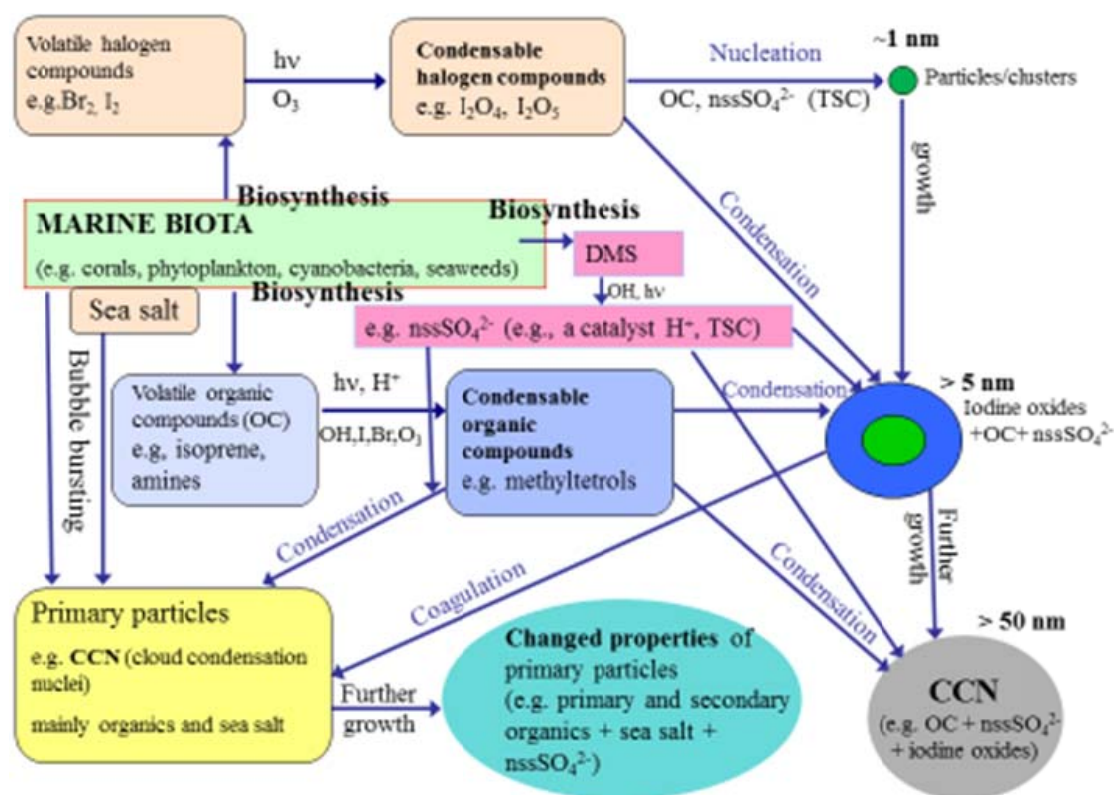 Volatile halogen
compounds
e.g.Br₂, I₂
hν
O₃
Condensable
halogen compounds
e.g. I₂O₄, I₂O₅
Nucleation
OC, nssSO₄²⁻ (TSC)
~1 nm
Particles/clusters
growth
Condensation
Biosynthesis
MARINE BIOTA
(e.g. corals, phytoplankton, cyanobacteria, seaweeds)
Biosynthesis
DMS
OH, hν
Biosynthesis
Sea salt
e.g. nssSO₄²⁻ (e.g., a catalyst H⁺, TSC)
Bubble bursting
Volatile organic
compounds (OC)
e.g, isoprene,
amines
hν, H⁺
OH,I,Br,O₃
Condensable
organic
compounds
e.g. methyltetrols
Condensation
> 5 nm
Iodine oxides
+OC+ nssSO₄²⁻
Further
growth
Condensation
Coagulation
Condensation
Primary particles
e.g. CCN (cloud condensation
nuclei)
mainly organics and sea salt
Further
growth
Changed properties of
primary particles
(e.g. primary and secondary
organics + sea salt +
nssSO₄²⁻)
> 50 nm
CCN
(e.g. OC + nssSO₄²⁻
+ iodine oxides)